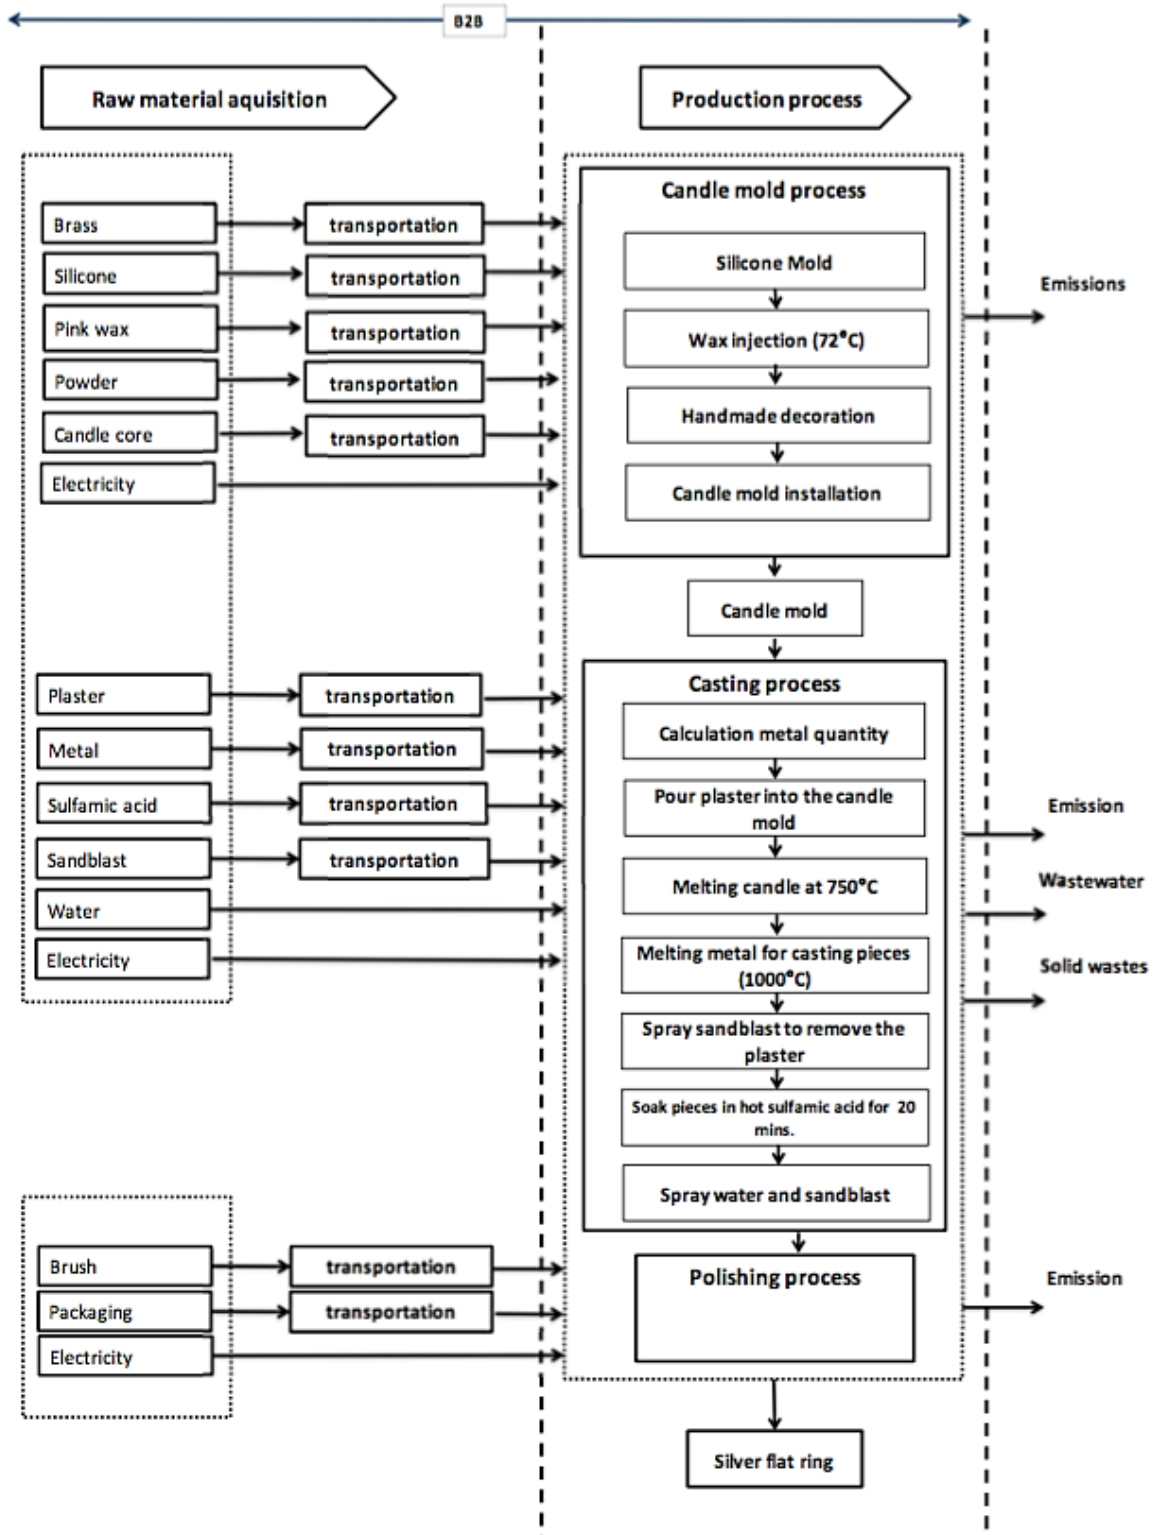 B2B
Raw material aquisition
Production process
Brass
transportation
Silicone
transportation
Pink wax
transportation
Powder
transportation
Candle core
transportation
Electricity
Candle mold process
Silicone Mold
Wax injection (72°C)
Handmade decoration
Candle mold installation
Emissions
Candle mold
Plaster
transportation
Metal
transportation
Sulfamic acid
transportation
Sandblast
transportation
Water
Electricity
Casting process
Calculation metal quantity
Pour plaster into the candle
mold
Melting candle at 750°C
Melting metal for casting pieces
(1000°C)
Spray sandblast to remove the
plaster
Soak pieces in hot sulfamic acid for 20
mins.
Spray water and sandblast
Emission
Wastewater
Solid wastes
Brush
transportation
Packaging
transportation
Electricity
Polishing process
Emission
Silver flat ring